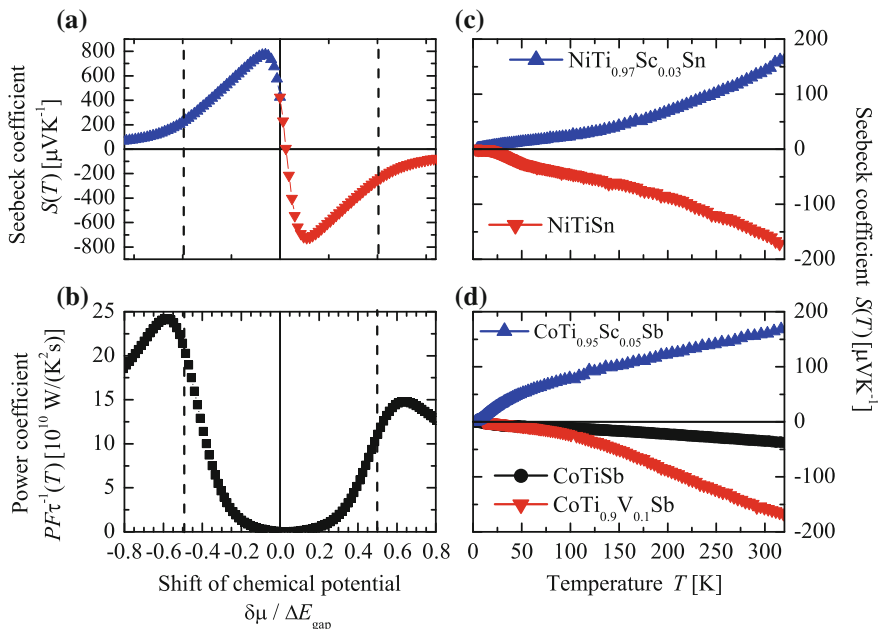 (a)
800
600
400
200
0
-200
-400
-600
-800
Seebeck coefficient
S(T) [μVK⁻¹]
(b)
25
20
15
10
5
0
Power coefficient
PFτ⁻¹(T) [10¹⁰ W/(K²s)]
-0.8 -0.6 -0.4 -0.2 0.0 0.2 0.4 0.6 0.8
Shift of chemical potential
δμ / ΔE_gap
(c)
NiTi₀.₉₇Sc₀.₀₃Sn
NiTiSn
200
100
0
-100
-200
(d)
CoTi₀.₉₅Sc₀.₀₅Sb
CoTiSb
CoTi₀.₉V₀.₁Sb
200
100
0
-100
-200
Seebeck coefficient S(T) [μVK⁻¹]
0 50 100 150 200 250 300
Temperature T [K]